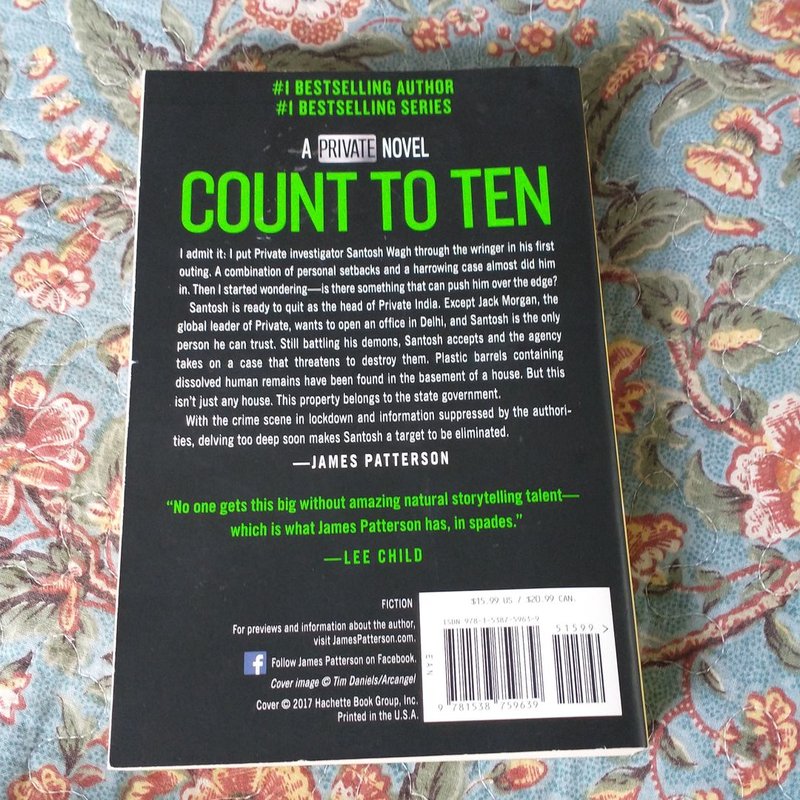 #1 BESTSELLING AUTHOR
#1 BESTSELLING SERIES
A PRIVATE NOVEL
COUNT TO TEN
I admit it: I put Private investigator Santosh Wagh through the wringer in his first
outing. A combination of personal setbacks and a harrowing case almost did him
in. Then I started wondering—is there something that can push him over the edge?
Santosh is ready to quit as the head of Private India. Except Jack Morgan, the
global leader of Private, wants to open an office in Delhi, and Santosh is the only
person he can trust. Still battling his demons, Santosh accepts and the agency
takes on a case that threatens to destroy them. Plastic barrels containing
dissolved human remains have been found in the basement of a house. But this
isn't just any house. This property belongs to the state government.
With the crime scene in lockdown and information suppressed by the authori-
ties, delving too deep soon makes Santosh a target to be eliminated.
—JAMES PATTERSON
"No one gets this big without amazing natural storytelling talent—
which is what James Patterson has, in spades."
—LEE CHILD
FICTION
For previews and information about the author,
visit JamesPatterson.com.
f Follow James Patterson on Facebook.
Cover image © Tim Daniels/Arcangel
Cover © 2017 Hachette Book Group, Inc.
Printed in the U.S.A.
$15.99 US / $20.99 CAN.
ISBN 978-1-5387-5963-9
51599>
EAN
9 781538 759639